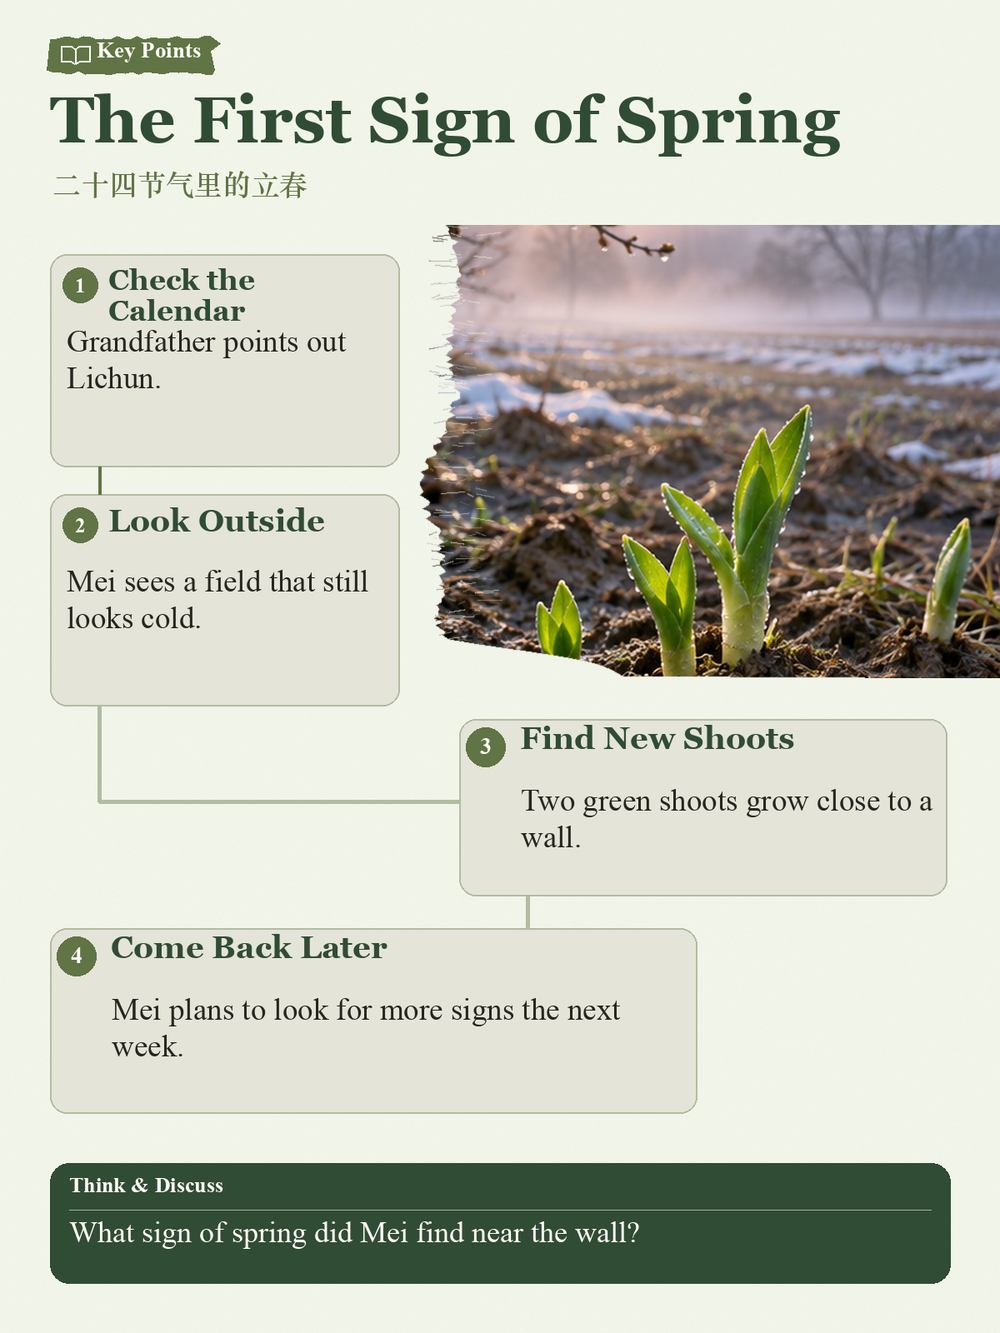 Key Points
The First Sign of Spring
二十四节气里的立春
1
Check the
Calendar
Grandfather points out
Lichun.
2
Look Outside
Mei sees a field that still
looks cold.
3
Find New Shoots
Two green shoots grow close to a
wall.
4
Come Back Later
Mei plans to look for more signs the next
week.
Think & Discuss
What sign of spring did Mei find near the wall?